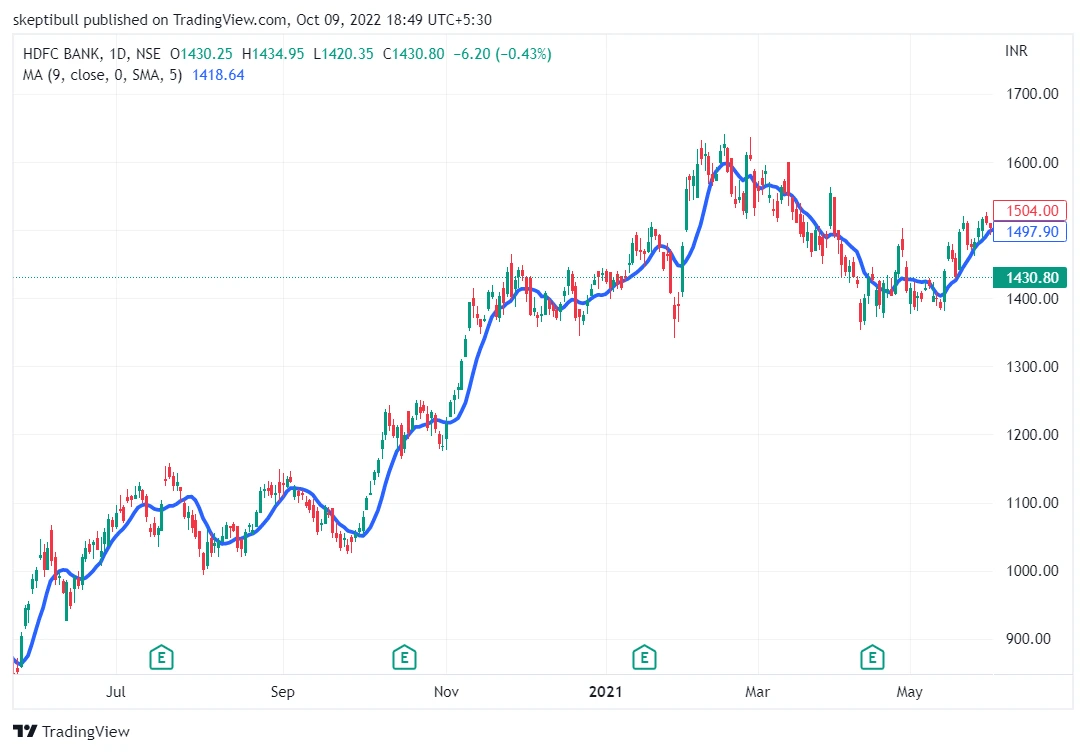 skeptibull published on TradingView.com, Oct 09, 2022 18:49 UTC+5:30
HDFC BANK, 1D, NSE O1430.25 H1434.95 L1420.35 C1430.80 −6.20 (−0.43%)
INR
MA (9, close, 0, SMA, 5) 1418.64
1700.00
1600.00
1504.00
1497.90
1430.80
1400.00
1300.00
1200.00
1100.00
1000.00
900.00
E E E E
Jul Sep Nov 2021 Mar May
TradingView